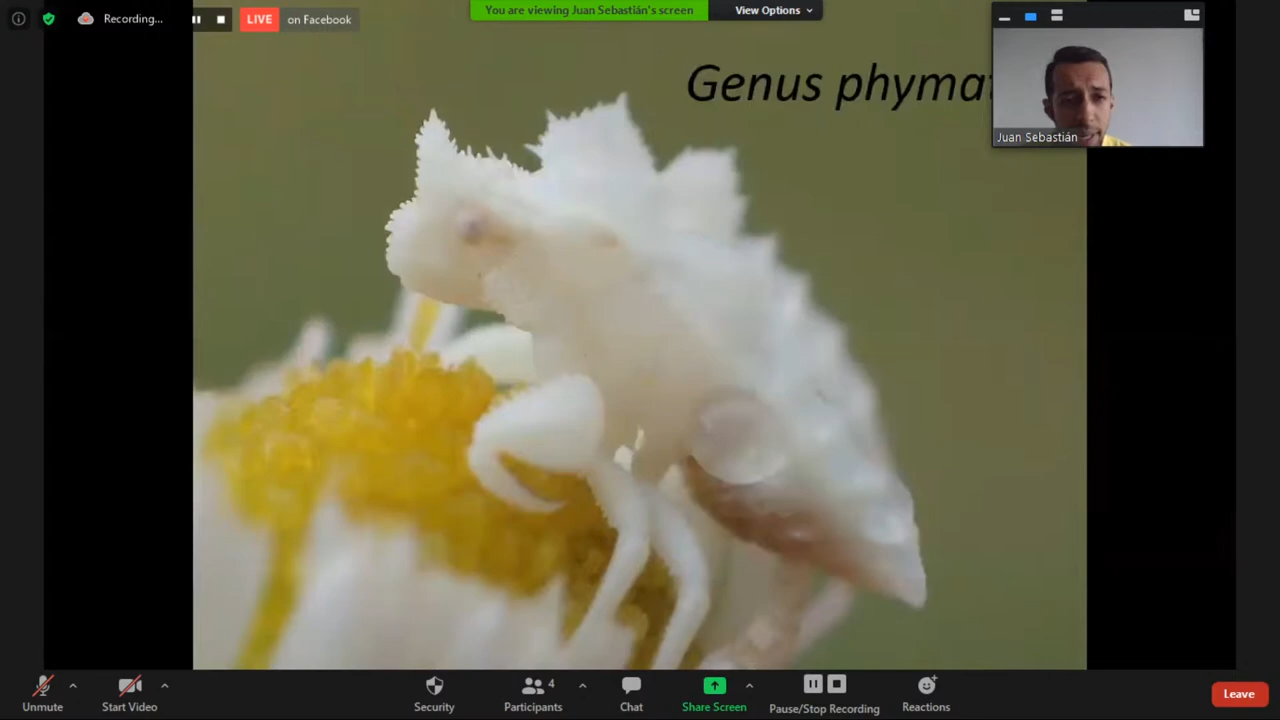 Recording...
LIVE on Facebook
You are viewing Juan Sebastián's screen
View Options
Genus phymat
Juan Sebastián
Unmute
Start Video
Security
Participants 4
Chat
Share Screen
Pause/Stop Recording
Reactions
Leave